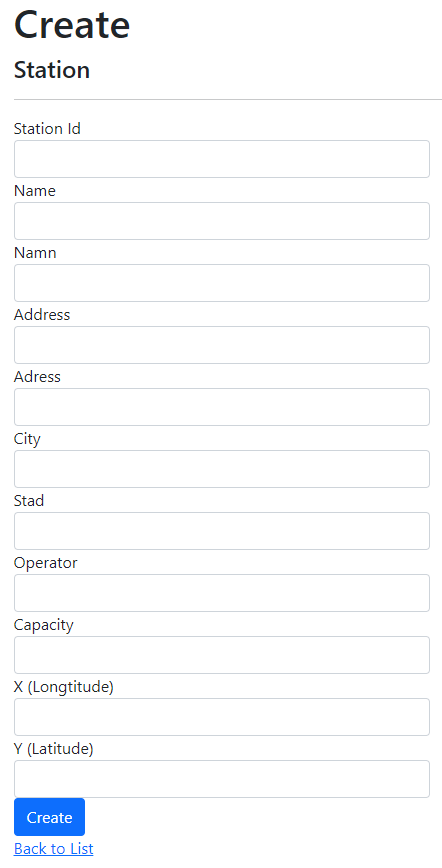 Create
Station
Station Id
Name
Namn
Address
Adress
City
Stad
Operator
Capacity
X (Longtitude)
Y (Latitude)
Create
Back to List